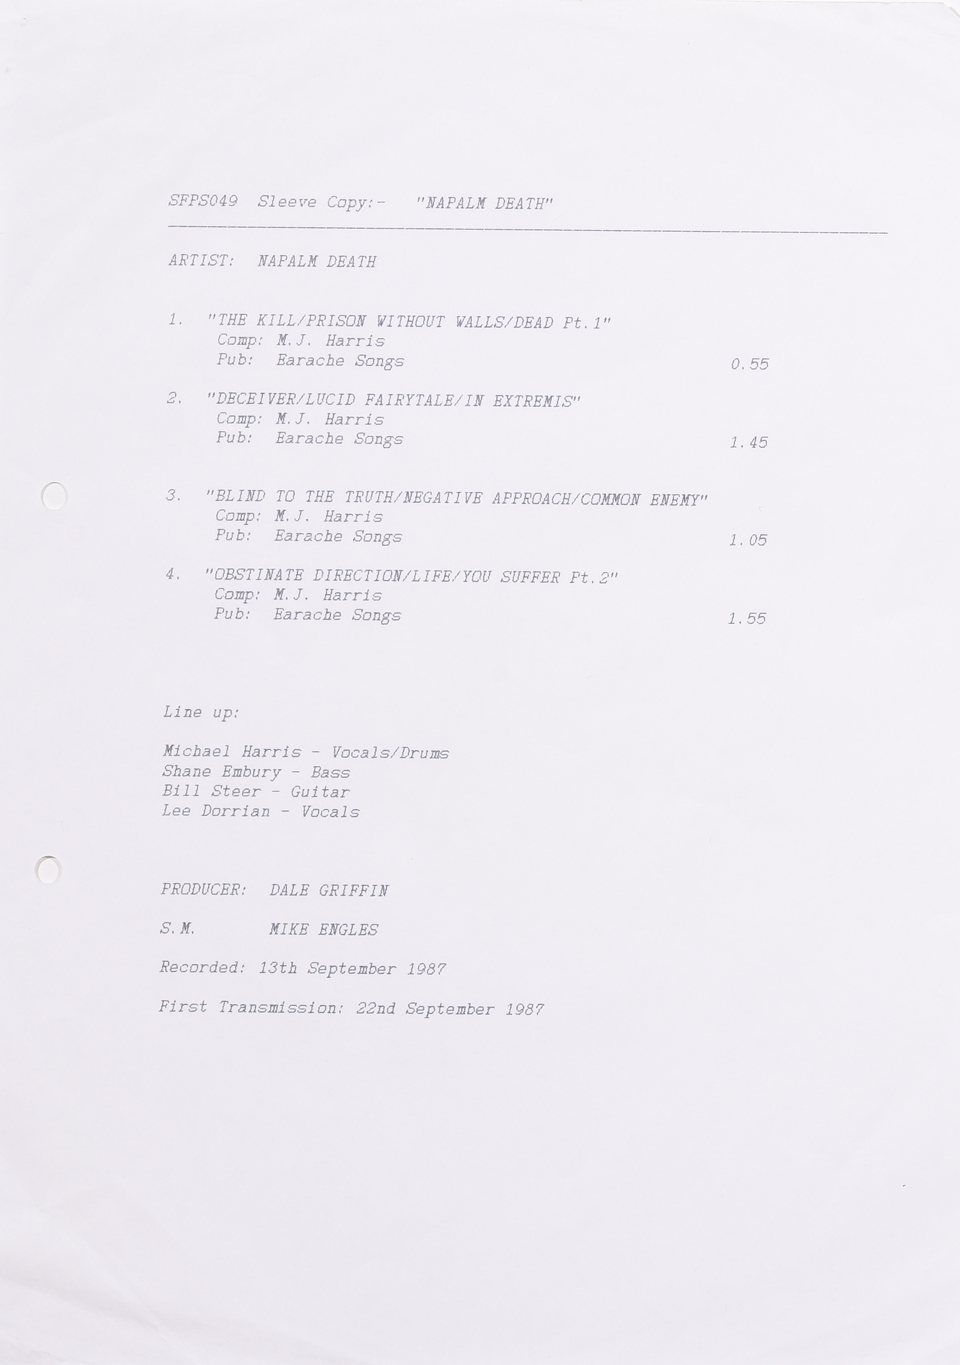 SFPS049 Sleeve Copy:- "NAPALM DEATH"
ARTIST: NAPALM DEATH
1. "THE KILL/PRISON WITHOUT WALLS/DEAD Pt.1"
Comp: M.J. Harris
Pub: Earache Songs 0.55
2. "DECEIVER/LUCID FAIRYTALE/IN EXTREMIS"
Comp: M.J. Harris
Pub: Earache Songs 1.45
3. "BLIND TO THE TRUTH/NEGATIVE APPROACH/COMMON ENEMY"
Comp: M.J. Harris
Pub: Earache Songs 1.05
4. "OBSTINATE DIRECTION/LIFE/YOU SUFFER Pt.2"
Comp: M.J. Harris
Pub: Earache Songs 1.55
Line up:
Michael Harris - Vocals/Drums
Shane Embury - Bass
Bill Steer - Guitar
Lee Dorrian - Vocals
PRODUCER: DALE GRIFFIN
S.M. MIKE ENGLES
Recorded: 13th September 1987
First Transmission: 22nd September 1987